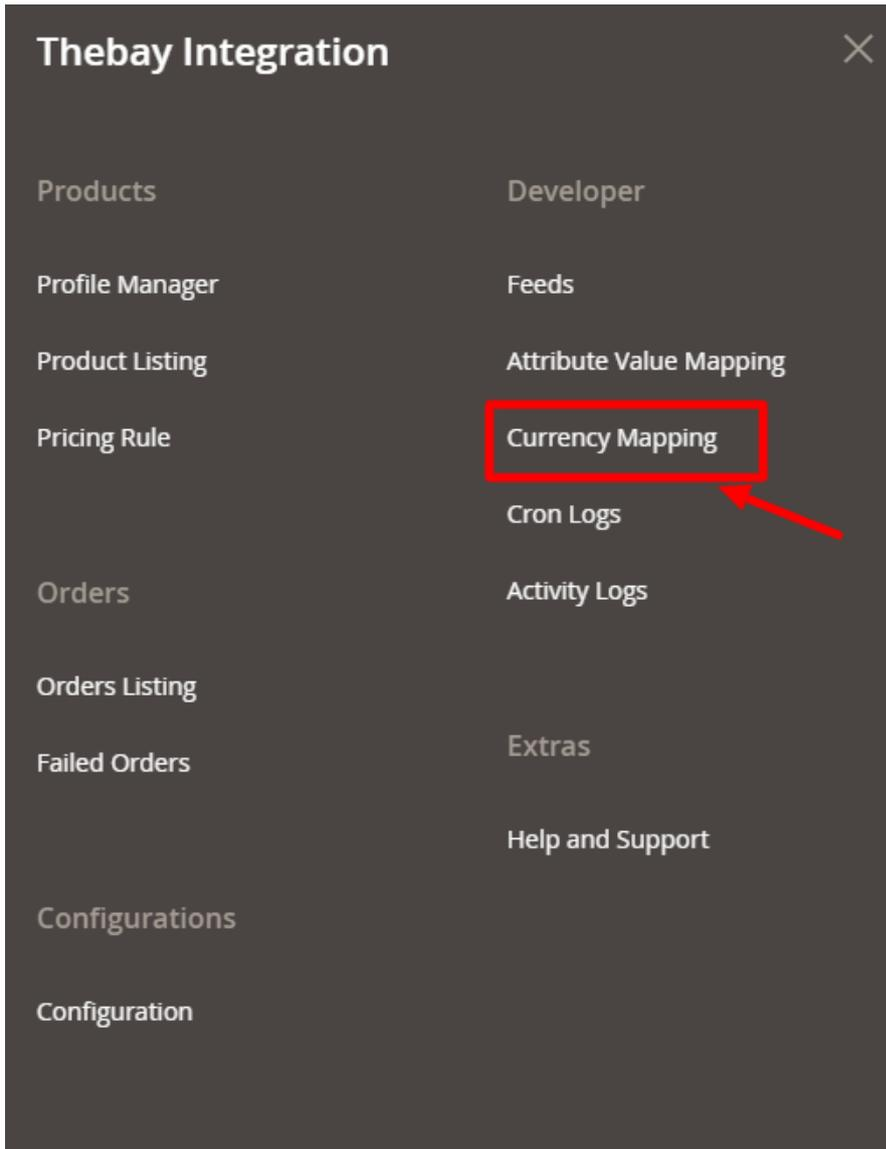 Thebay Integration
Products
Profile Manager
Product Listing
Pricing Rule
Orders
Orders Listing
Failed Orders
Configurations
Configuration
Developer
Feeds
Attribute Value Mapping
Currency Mapping
Cron Logs
Activity Logs
Extras
Help and Support